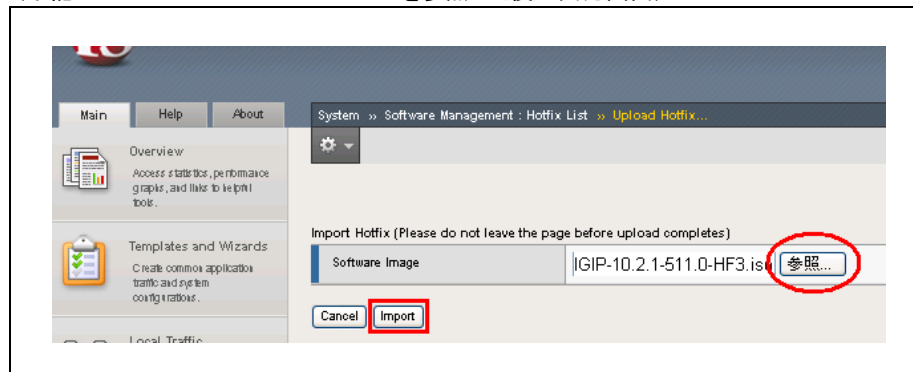 Main Help About
System » Software Management : Hotfix List » Upload Hotfix...
Overview
Access statistics, performance
graphs, and links to helpful
tools.
Import Hotfix (Please do not leave the page before upload completes)
Software Image IGIP-10.2.1-511.0-HF3.iso 参照...
Templates and Wizards
Create common application
traffic and system
configurations.
Cancel Import
Local Traffic